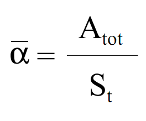 ᾱ = A_tot / S_t